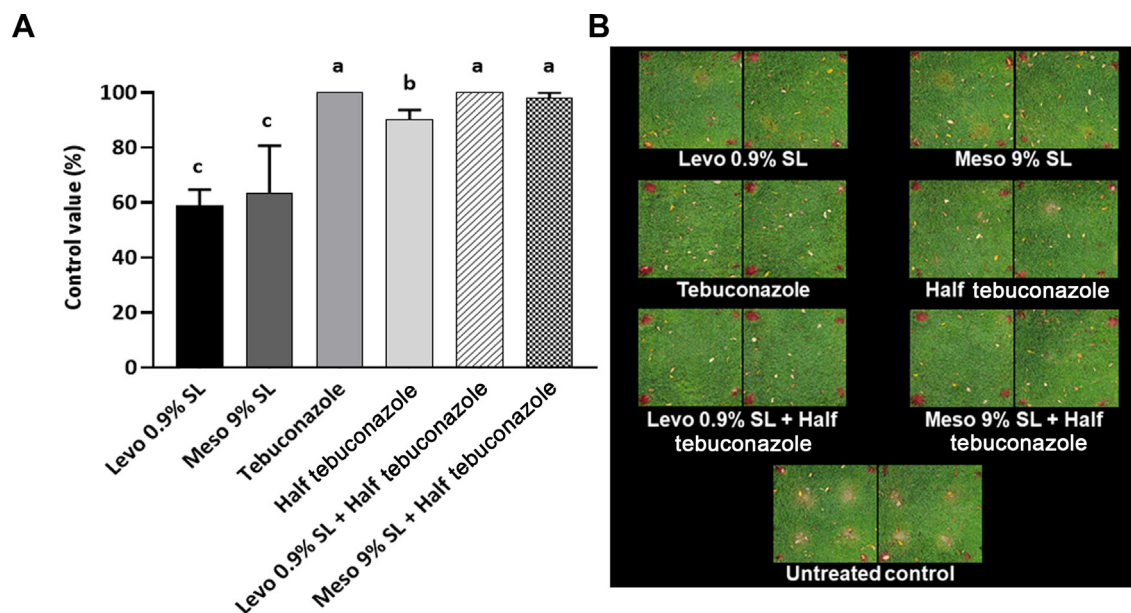 A
a
b
a
a
c
c
Control value (%)
100
80
60
40
20
0
Levo 0.9% SL
Meso 9% SL
Tebuconazole
Half tebuconazole
Levo 0.9% SL + Half tebuconazole
Meso 9% SL + Half tebuconazole
B
Levo 0.9% SL
Meso 9% SL
Tebuconazole
Half tebuconazole
Levo 0.9% SL + Half
tebuconazole
Meso 9% SL + Half
tebuconazole
Untreated control